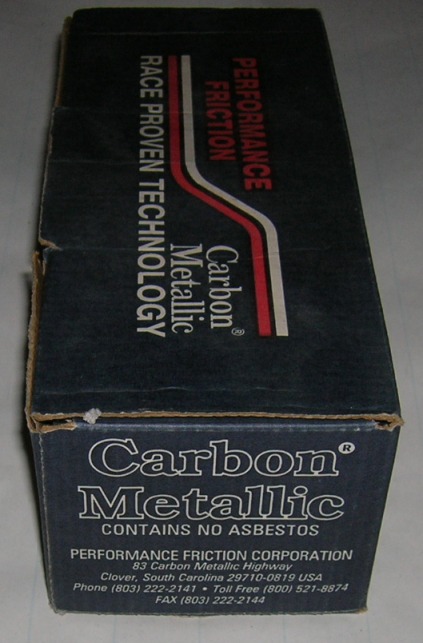 PERFORMANCE
FRICTION
Carbon®
Metallic
RACE PROVEN TECHNOLOGY
Carbon®
Metallic
CONTAINS NO ASBESTOS
PERFORMANCE FRICTION CORPORATION
83 Carbon Metallic Highway
Clover, South Carolina 29710-0819 USA
Phone (803) 222-2141 • Toll Free (800) 521-8874
FAX (803) 222-2144